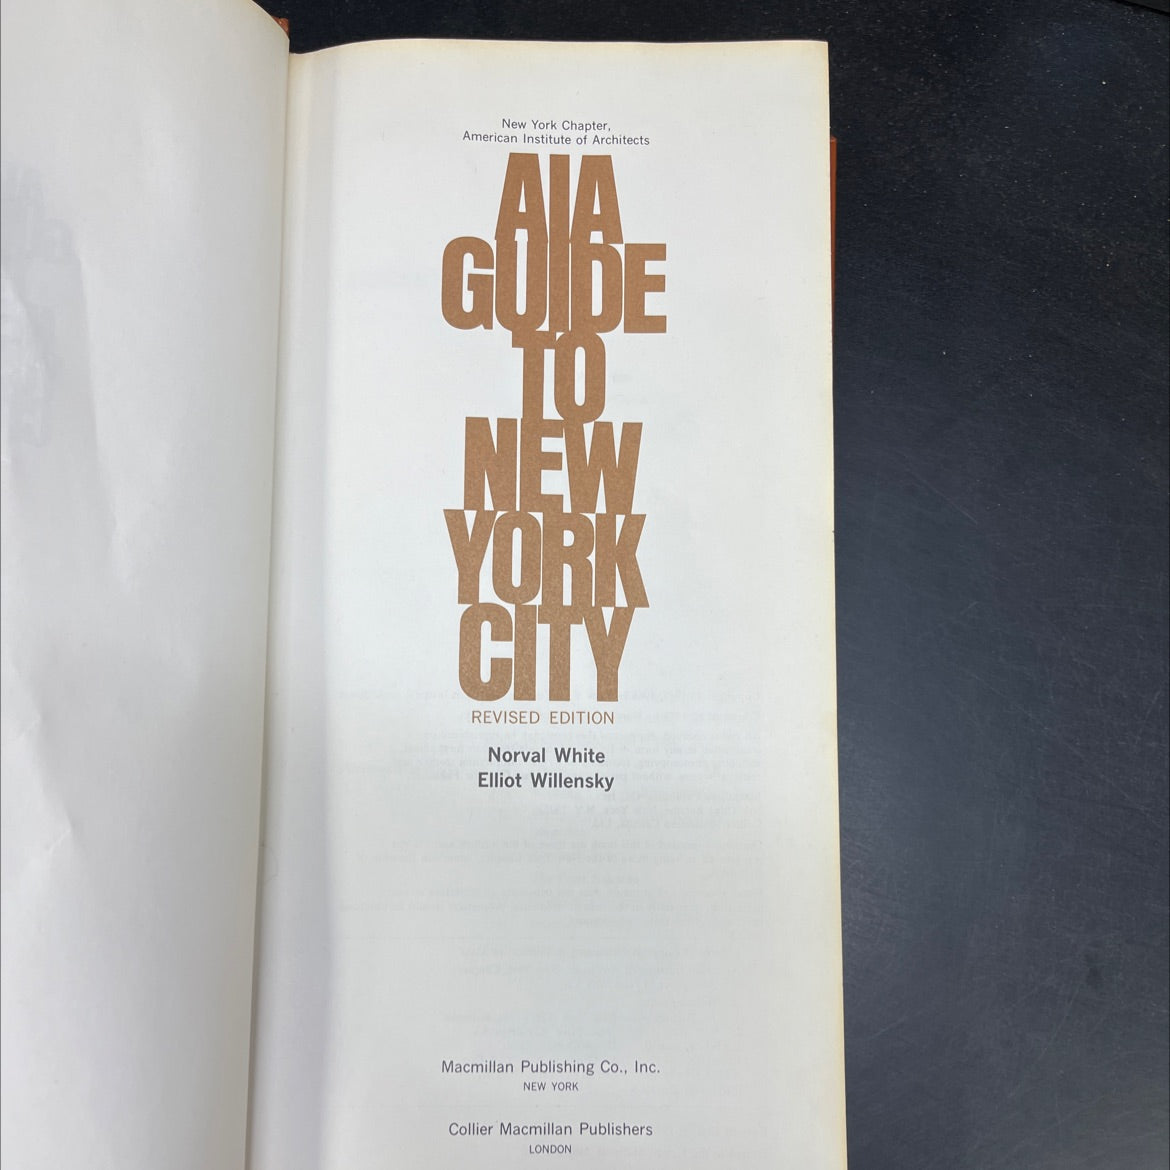 New York Chapter,
American Institute of Architects
AIA
GUIDE
TO
NEW
YORK
CITY
REVISED EDITION
Norval White
Elliot Willensky
Macmillan Publishing Co., Inc.
NEW YORK
Collier Macmillan Publishers
LONDON